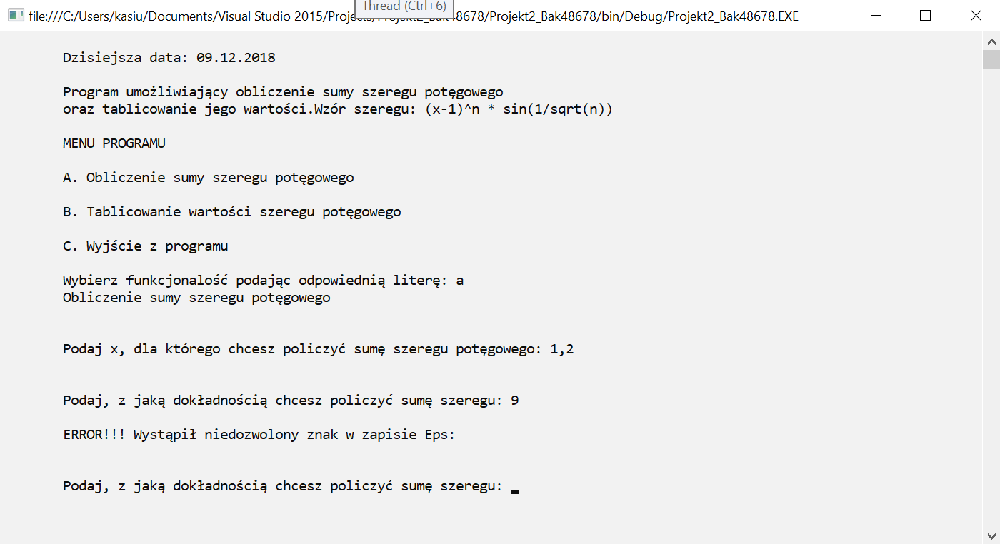 Thread (Ctrl+6)
file:///C:/Users/kasiu/Documents/Visual Studio 2015/Projects/Projekt2_Bak48678/Projekt2_Bak48678/bin/Debug/Projekt2_Bak48678.EXE
Dzisiejsza data: 09.12.2018
Program umożliwiający obliczenie sumy szeregu potęgowego
oraz tablicowanie jego wartości.Wzór szeregu: (x-1)^n * sin(1/sqrt(n))
MENU PROGRAMU
A. Obliczenie sumy szeregu potęgowego
B. Tablicowanie wartości szeregu potęgowego
C. Wyjście z programu
Wybierz funkcjonalość podając odpowiednią literę: a
Obliczenie sumy szeregu potęgowego
Podaj x, dla którego chcesz policzyć sumę szeregu potęgowego: 1,2
Podaj, z jaką dokładnością chcesz policzyć sumę szeregu: 9
ERROR!!! Wystąpił niedozwolony znak w zapisie Eps:
Podaj, z jaką dokładnością chcesz policzyć sumę szeregu: